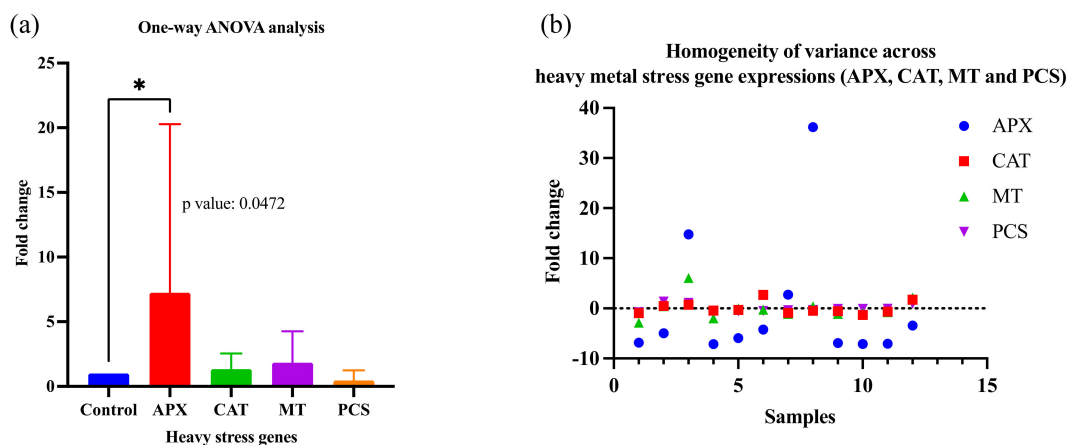 (a)
One-way ANOVA analysis
25
20
15
10
5
0
Fold change
*
p value: 0.0472
Control APX CAT MT PCS
Heavy stress genes
(b)
Homogeneity of variance across
heavy metal stress gene expressions (APX, CAT, MT and PCS)
40
30
20
10
0
-10
Fold change
APX
CAT
MT
PCS
0 5 10 15
Samples